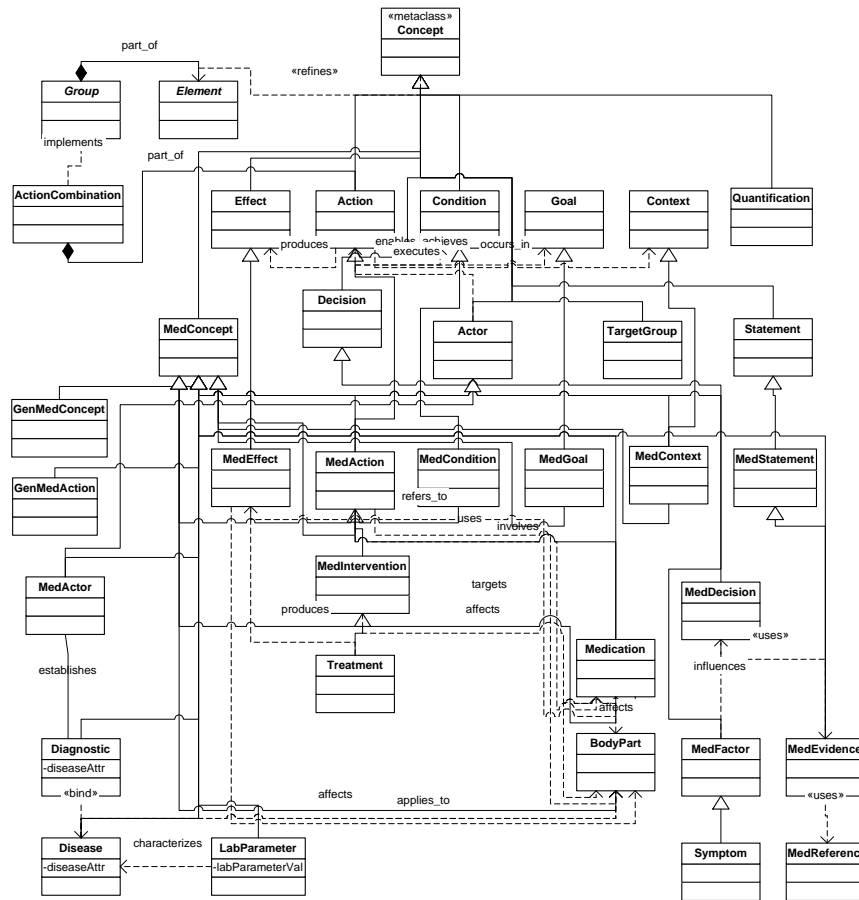 «metaclass»
Concept
part_of
«refines»
Group
Element
implements
part_of
ActionCombination
Effect
Action
Condition
Goal
Context
Quantification
produces
enables
achieves
occurs_in
executes
Decision
MedConcept
Actor
TargetGroup
Statement
GenMedConcept
MedEffect
MedAction
MedCondition
MedGoal
MedContext
MedStatement
GenMedAction
refers_to
uses
involves
MedIntervention
MedActor
targets
MedDecision
produces
affects
«uses»
Treatment
Medication
establishes
influences
affects
Diagnostic
-diseaseAttr
BodyPart
MedFactor
MedEvidence
«bind»
affects
applies_to
«uses»
Disease
-diseaseAttr
characterizes
LabParameter
-labParameterVal
Symptom
MedReference